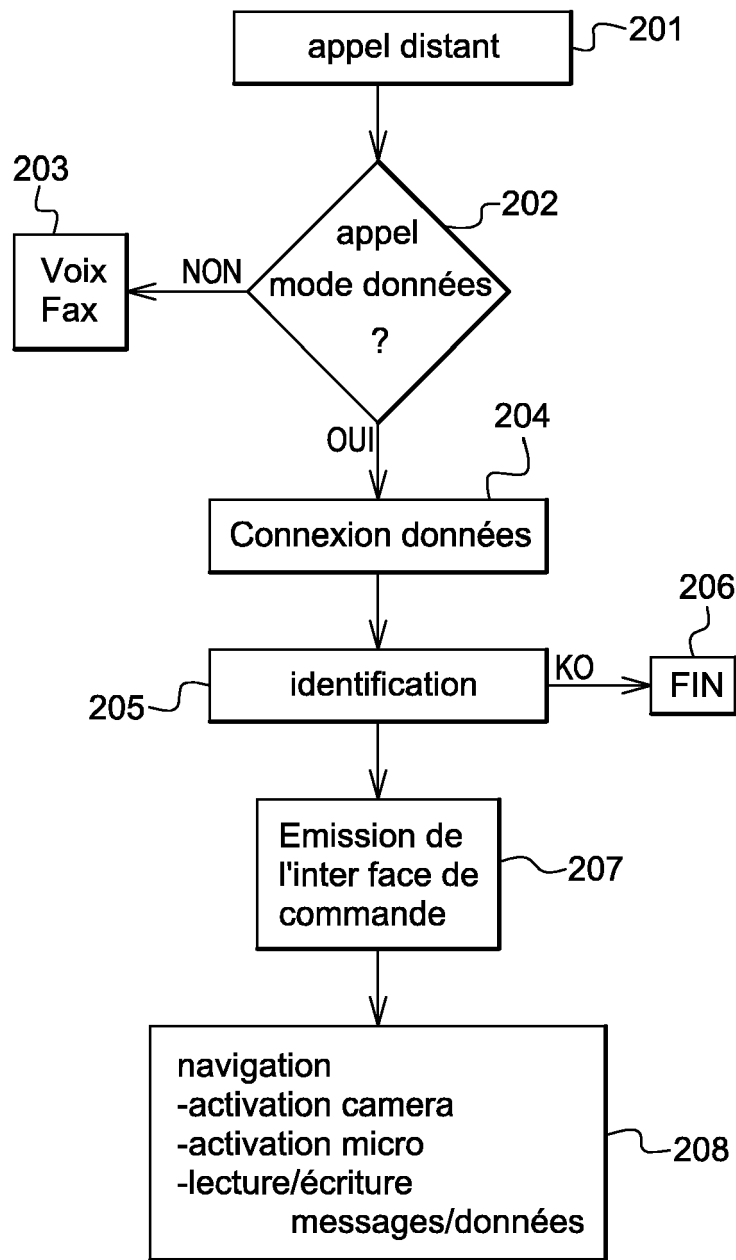 appel distant
201
202
203
appel
mode données
?
NON
Voix
Fax
OUI
204
Connexion données
206
identification
KO
FIN
205
Emission de
l'inter face de
commande
207
navigation
-activation camera
-activation micro
-lecture/écriture
messages/données
208